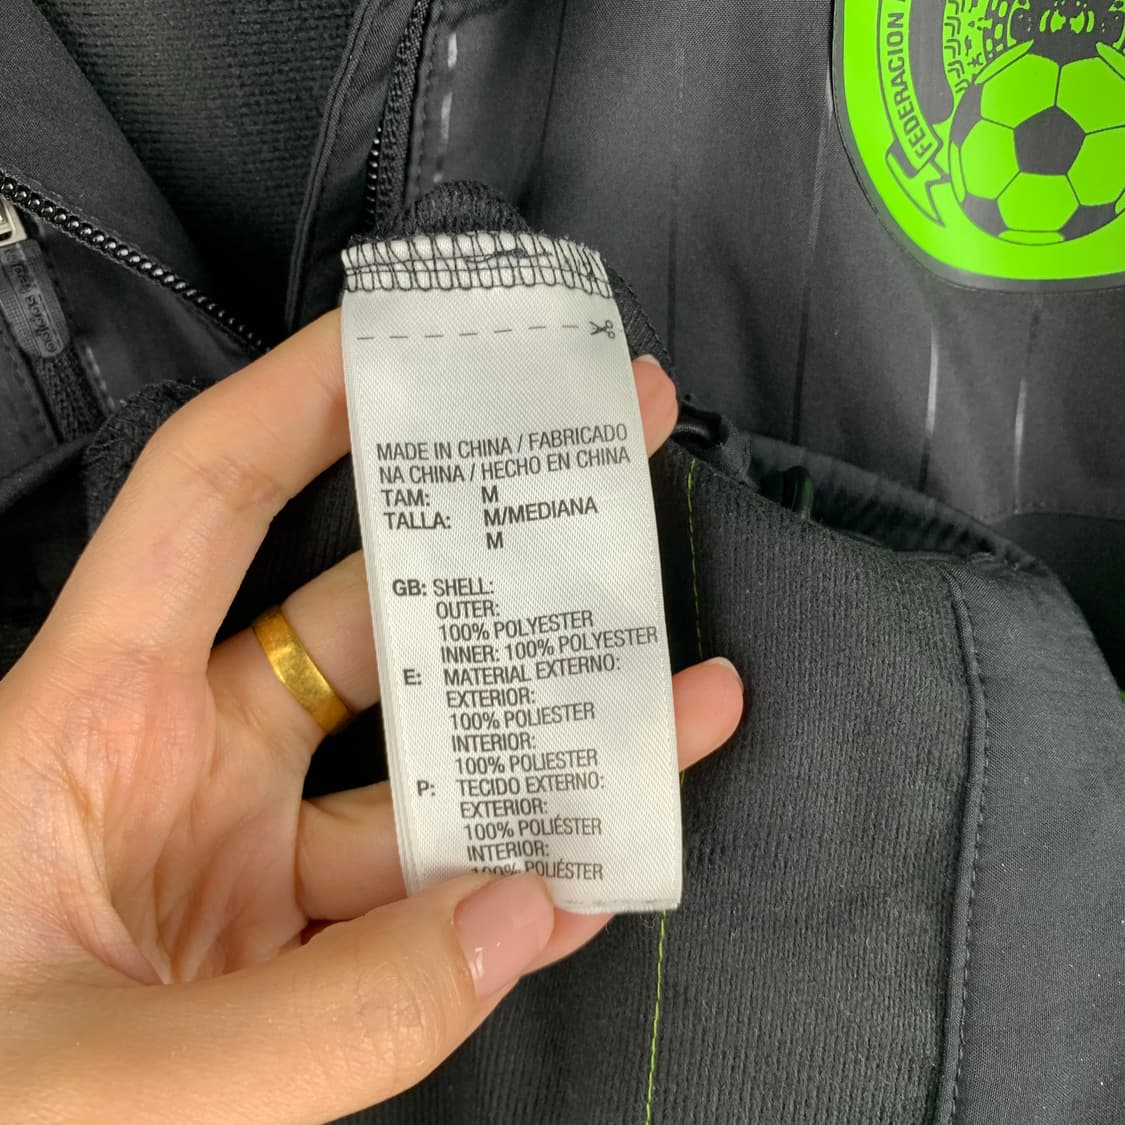 FEDERACION
MADE IN CHINA / FABRICADO
NA CHINA / HECHO EN CHINA
TAM: M
TALLA: M/MEDIANA
M
GB: SHELL:
OUTER:
100% POLYESTER
INNER: 100% POLYESTER
E: MATERIAL EXTERNO:
EXTERIOR:
100% POLIESTER
INTERIOR:
100% POLIESTER
P: TECIDO EXTERNO:
EXTERIOR:
100% POLIÉSTER
INTERIOR:
100% POLIÉSTER